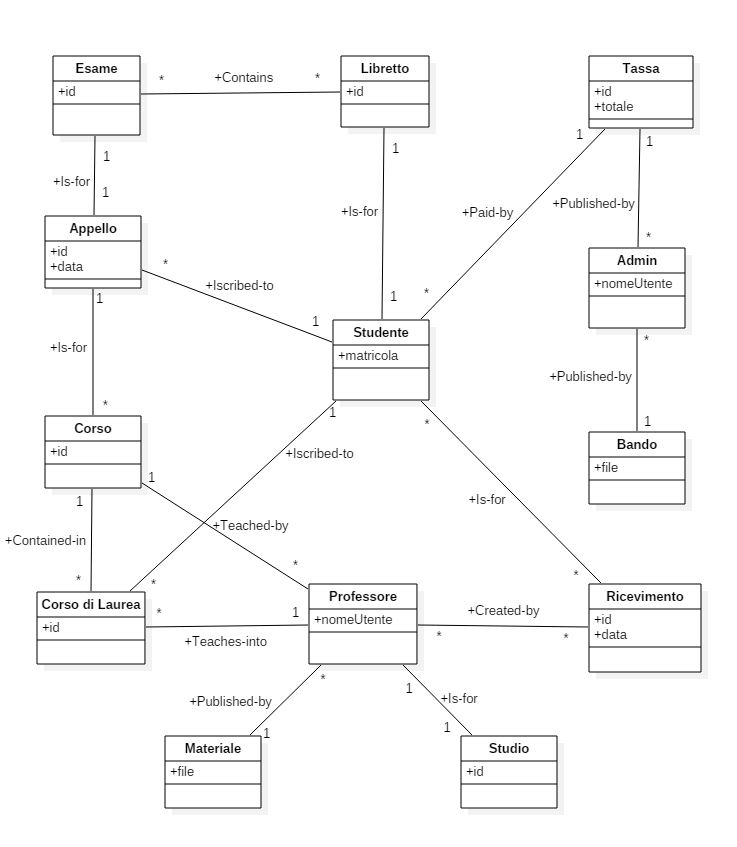 Esame
+id
*
+Contains
*
Libretto
+id
Tassa
+id
+totale
1
+Is-for
1
1
+Is-for
1
1
+Paid-by
*
1
+Published-by
*
Appello
+id
+data
*
+Iscribed-to
1
Admin
+nomeUtente
Studente
+matricola
1
+Is-for
*
*
+Published-by
1
Corso
+id
1
+Iscribed-to
*
*
+Is-for
*
Bando
+file
1
+Contained-in
*
1
+Teached-by
*
Corso di Laurea
+id
*
+Teaches-into
1
Professore
+nomeUtente
*
+Created-by
*
Ricevimento
+id
+data
*
+Published-by
1
1
+Is-for
1
Materiale
+file
Studio
+id